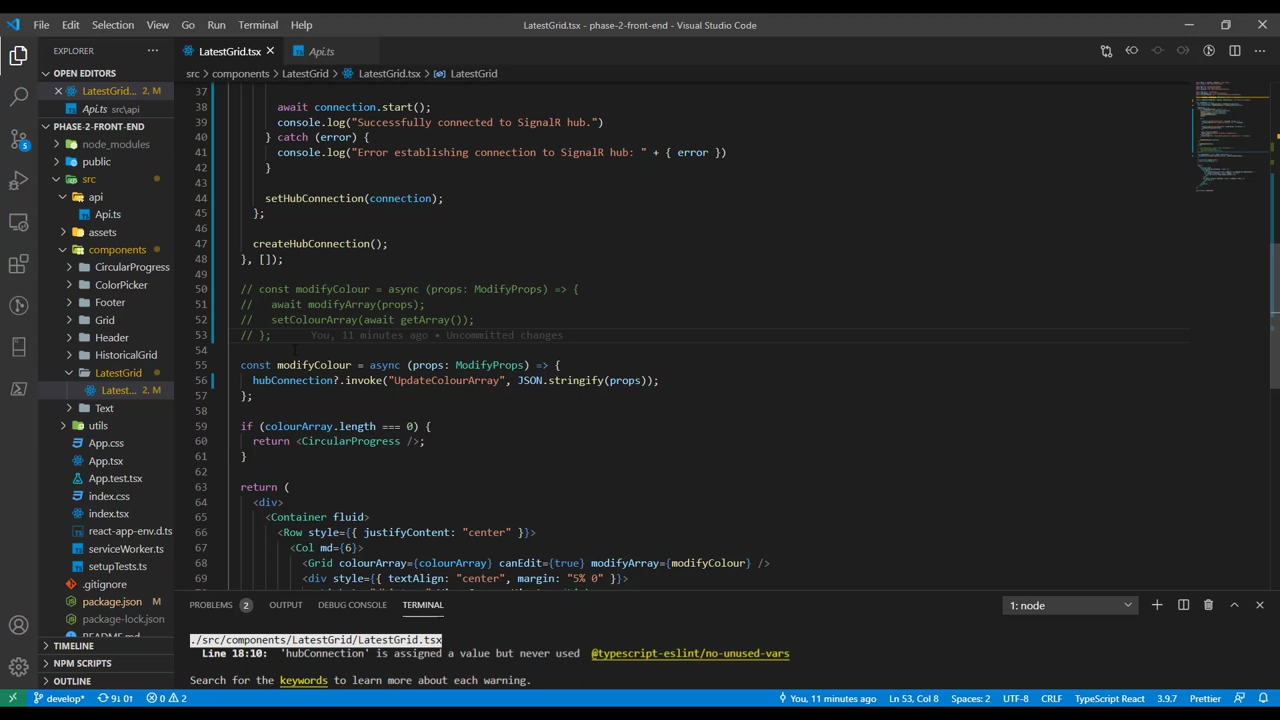 File Edit Selection View Go Run Terminal Help
LatestGrid.tsx - phase-2-front-end - Visual Studio Code
EXPLORER
OPEN EDITORS
LatestGrid... 2, M
Api.ts src\api
PHASE-2-FRONT-END
node_modules
public
src
api
Api.ts
assets
components
CircularProgress
ColorPicker
Footer
Grid
Header
HistoricalGrid
LatestGrid
Latest... 2, M
Text
utils
App.css
App.tsx
App.test.tsx
index.css
index.tsx
react-app-env.d.ts
serviceWorker.ts
setupTests.ts
.gitignore
package.json
package-lock.json
README.md
TIMELINE
NPM SCRIPTS
OUTLINE
5
LatestGrid.tsx
Api.ts
src > components > LatestGrid > LatestGrid.tsx > LatestGrid
37
38 await connection.start();
39 console.log("Successfully connected to SignalR hub.")
40 } catch (error) {
41 console.log("Error establishing connection to SignalR hub: " + { error })
42 }
43
44 setHubConnection(connection);
45 };
46
47 createHubConnection();
48 }, []);
49
50 // const modifyColour = async (props: ModifyProps) => {
51 // await modifyArray(props);
52 // setColourArray(await getArray());
53 // }; You, 11 minutes ago • Uncommitted changes
54
55 const modifyColour = async (props: ModifyProps) => {
56 hubConnection?.invoke("UpdateColourArray", JSON.stringify(props));
57 };
58
59 if (colourArray.length === 0) {
60 return <CircularProgress />;
61 }
62
63 return (
64 <div>
65 <Container fluid>
66 <Row style={{ justifyContent: "center" }}>
67 <Col md={6}>
68 <Grid colourArray={colourArray} canEdit={true} modifyArray={modifyColour} />
69 <div style={{ textAlign: "center", margin: "5% 0" }}>
PROBLEMS 2 OUTPUT DEBUG CONSOLE TERMINAL
1: node
./src/components/LatestGrid/LatestGrid.tsx
Line 18:10: 'hubConnection' is assigned a value but never used @typescript-eslint/no-unused-vars
Search for the keywords to learn more about each warning.
develop* 9↓ 0↑ 0 2
You, 11 minutes ago Ln 53, Col 8 Spaces: 2 UTF-8 CRLF TypeScript React 3.9.7 Prettier